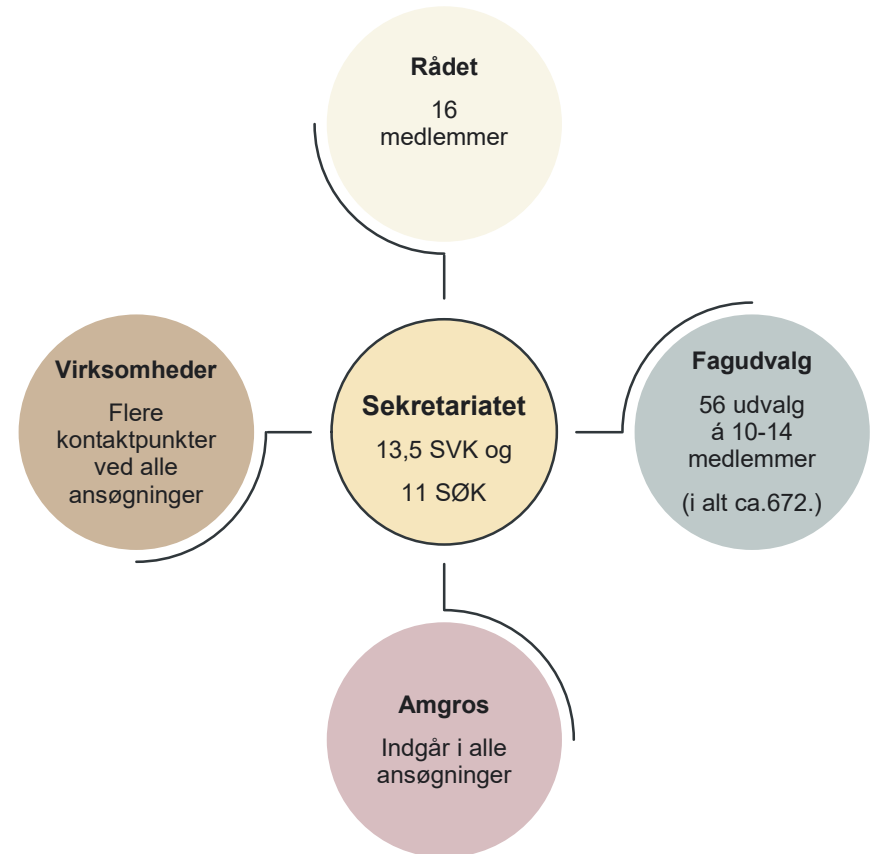 Rådet
16
medlemmer
Virksomheder
Flere
kontaktpunkter
ved alle
ansøgninger
Sekretariatet
13,5 SVK og
11 SØK
Fagudvalg
56 udvalg
á 10-14
medlemmer
(i alt ca.672.)
Amgros
Indgår i alle
ansøgninger